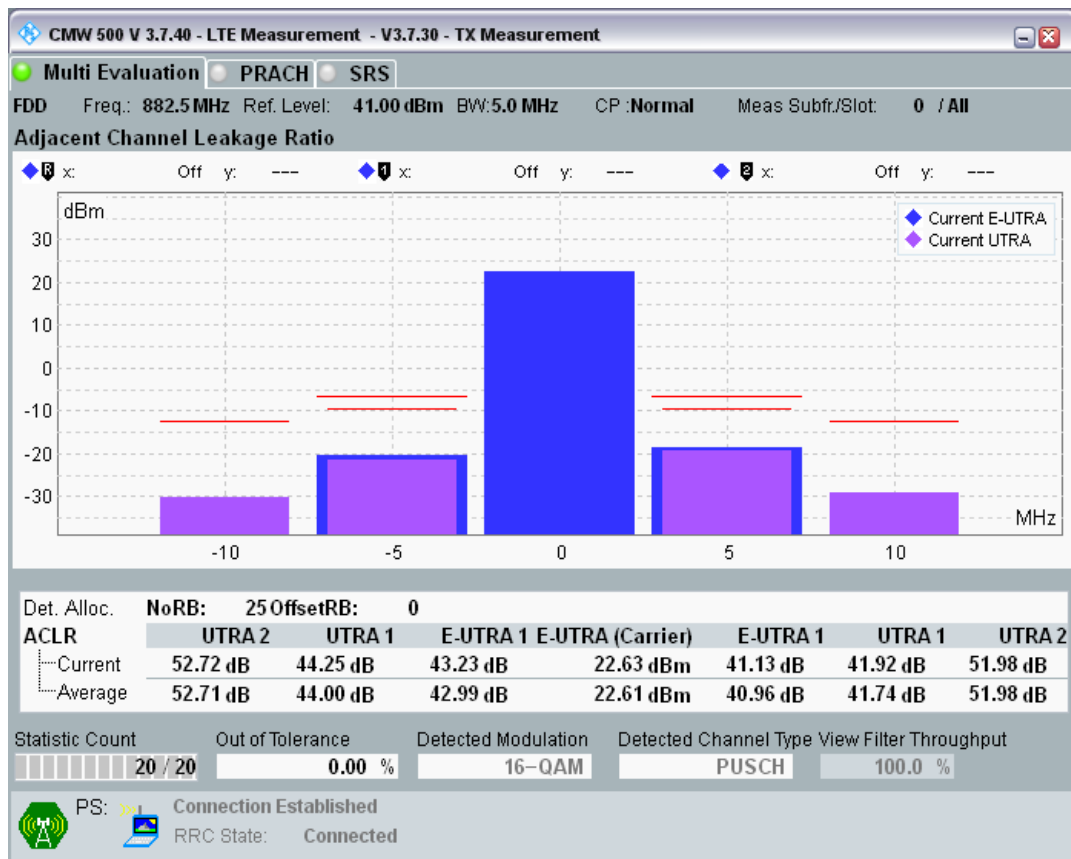 CMW 500 V 3.7.40 - LTE Measurement - V3.7.30 - TX Measurement
Multi Evaluation PRACH SRS
FDD Freq.: 882.5 MHz Ref. Level: 41.00 dBm BW:5.0 MHz CP :Normal Meas Subfr./Slot: 0 / All
Adjacent Channel Leakage Ratio
R x: Off y: --- 1 x: Off y: --- 2 x: Off y: ---
dBm
Current E-UTRA
Current UTRA
30
20
10
0
-10
-20
-30
MHz
-10 -5 0 5 10
Det. Alloc. NoRB: 25 OffsetRB: 0
ACLR UTRA 2 UTRA 1 E-UTRA 1 E-UTRA (Carrier) E-UTRA 1 UTRA 1 UTRA 2
Current 52.72 dB 44.25 dB 43.23 dB 22.63 dBm 41.13 dB 41.92 dB 51.98 dB
Average 52.71 dB 44.00 dB 42.99 dB 22.61 dBm 40.96 dB 41.74 dB 51.98 dB
Statistic Count Out of Tolerance Detected Modulation Detected Channel Type View Filter Throughput
20 / 20 0.00 % 16-QAM PUSCH 100.0 %
PS: Connection Established
RRC State: Connected